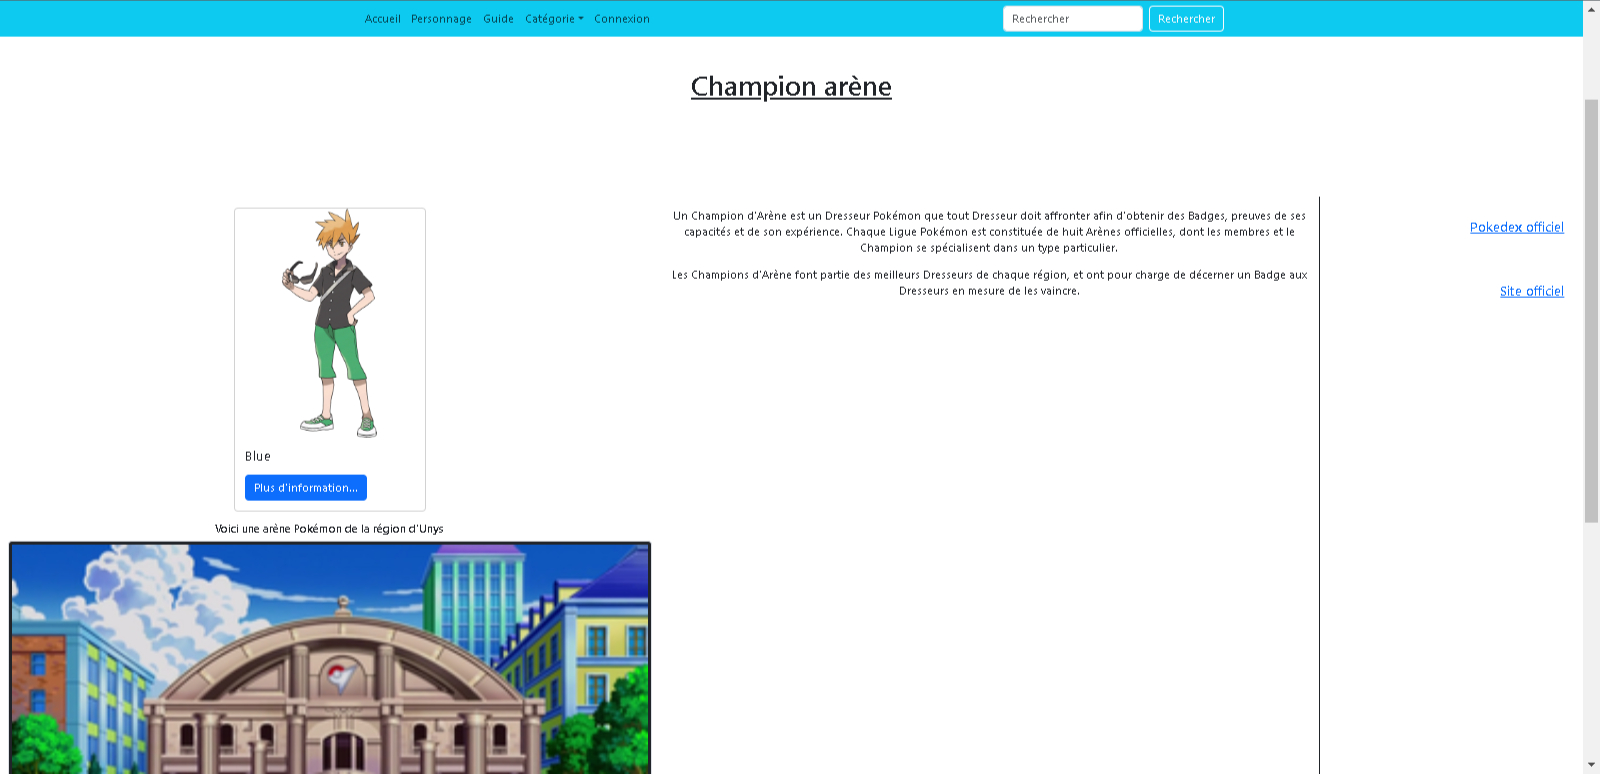 Accueil Personnage Guide Catégorie Connexion Rechercher Rechercher
Champion arène
Un Champion d'Arène est un Dresseur Pokémon que tout Dresseur doit affronter afin d'obtenir des Badges, preuves de ses
capacités et de son expérience. Chaque Ligue Pokémon est constituée de huit Arènes officielles, dont les membres et le
Champion se spécialisent dans un type particulier.
Les Champions d'Arène font partie des meilleurs Dresseurs de chaque région, et ont pour charge de décerner un Badge aux
Dresseurs en mesure de les vaincre.
Pokedex officiel
Site officiel
Blue
Plus d'information...
Voici une arène Pokémon de la région d'Unys